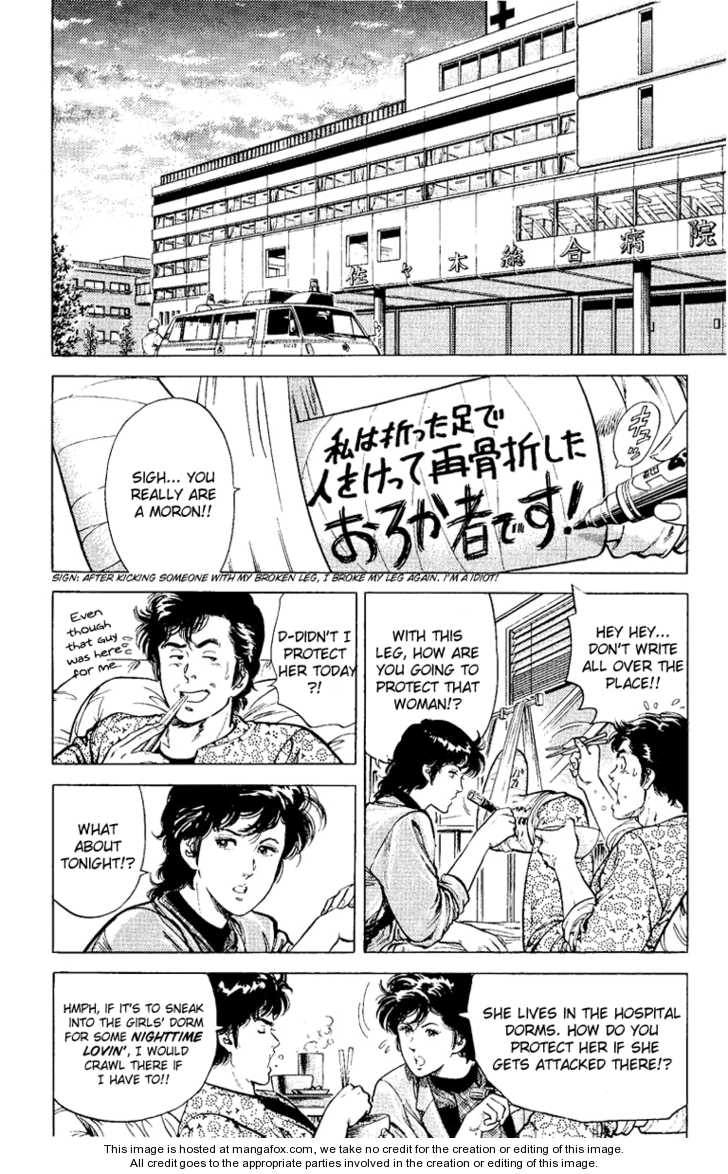 佐々木総合病院
SIGH... YOU
REALLY ARE
A MORON!!
私は折った足で
人をけって再骨折した
おろか者です!
キュッ
キュッ
SIGN: AFTER KICKING SOMEONE WITH MY BROKEN LEG, I BROKE MY LEG AGAIN. I'M A IDIOT!
HEY HEY...
DON'T WRITE
ALL OVER THE
PLACE!!
WITH THIS
LEG, HOW ARE
YOU GOING TO
PROTECT THAT
WOMAN!?
D-DIDN'T I
PROTECT
HER TODAY
?!
Even
though
that guy
was here
for me...
WHAT
ABOUT
TONIGHT!?
SHE LIVES IN THE HOSPITAL
DORMS. HOW DO YOU
PROTECT HER IF SHE
GETS ATTACKED THERE!?
HMPH, IF IT'S TO SNEAK
INTO THE GIRLS' DORM
FOR SOME NIGHTTIME
LOVIN', I WOULD
CRAWL THERE IF
I HAVE TO!!
This image is hosted at mangafox.com, we take no credit for the creation or editing of this image.
All credit goes to the appropriate parties involved in the creation or editing of this image.